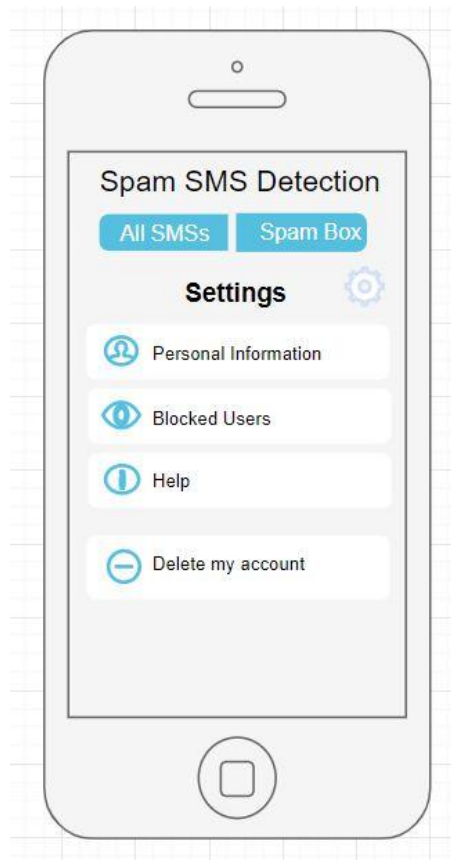 Spam SMS Detection
All SMSs Spam Box
Settings
Personal Information
Blocked Users
Help
Delete my account